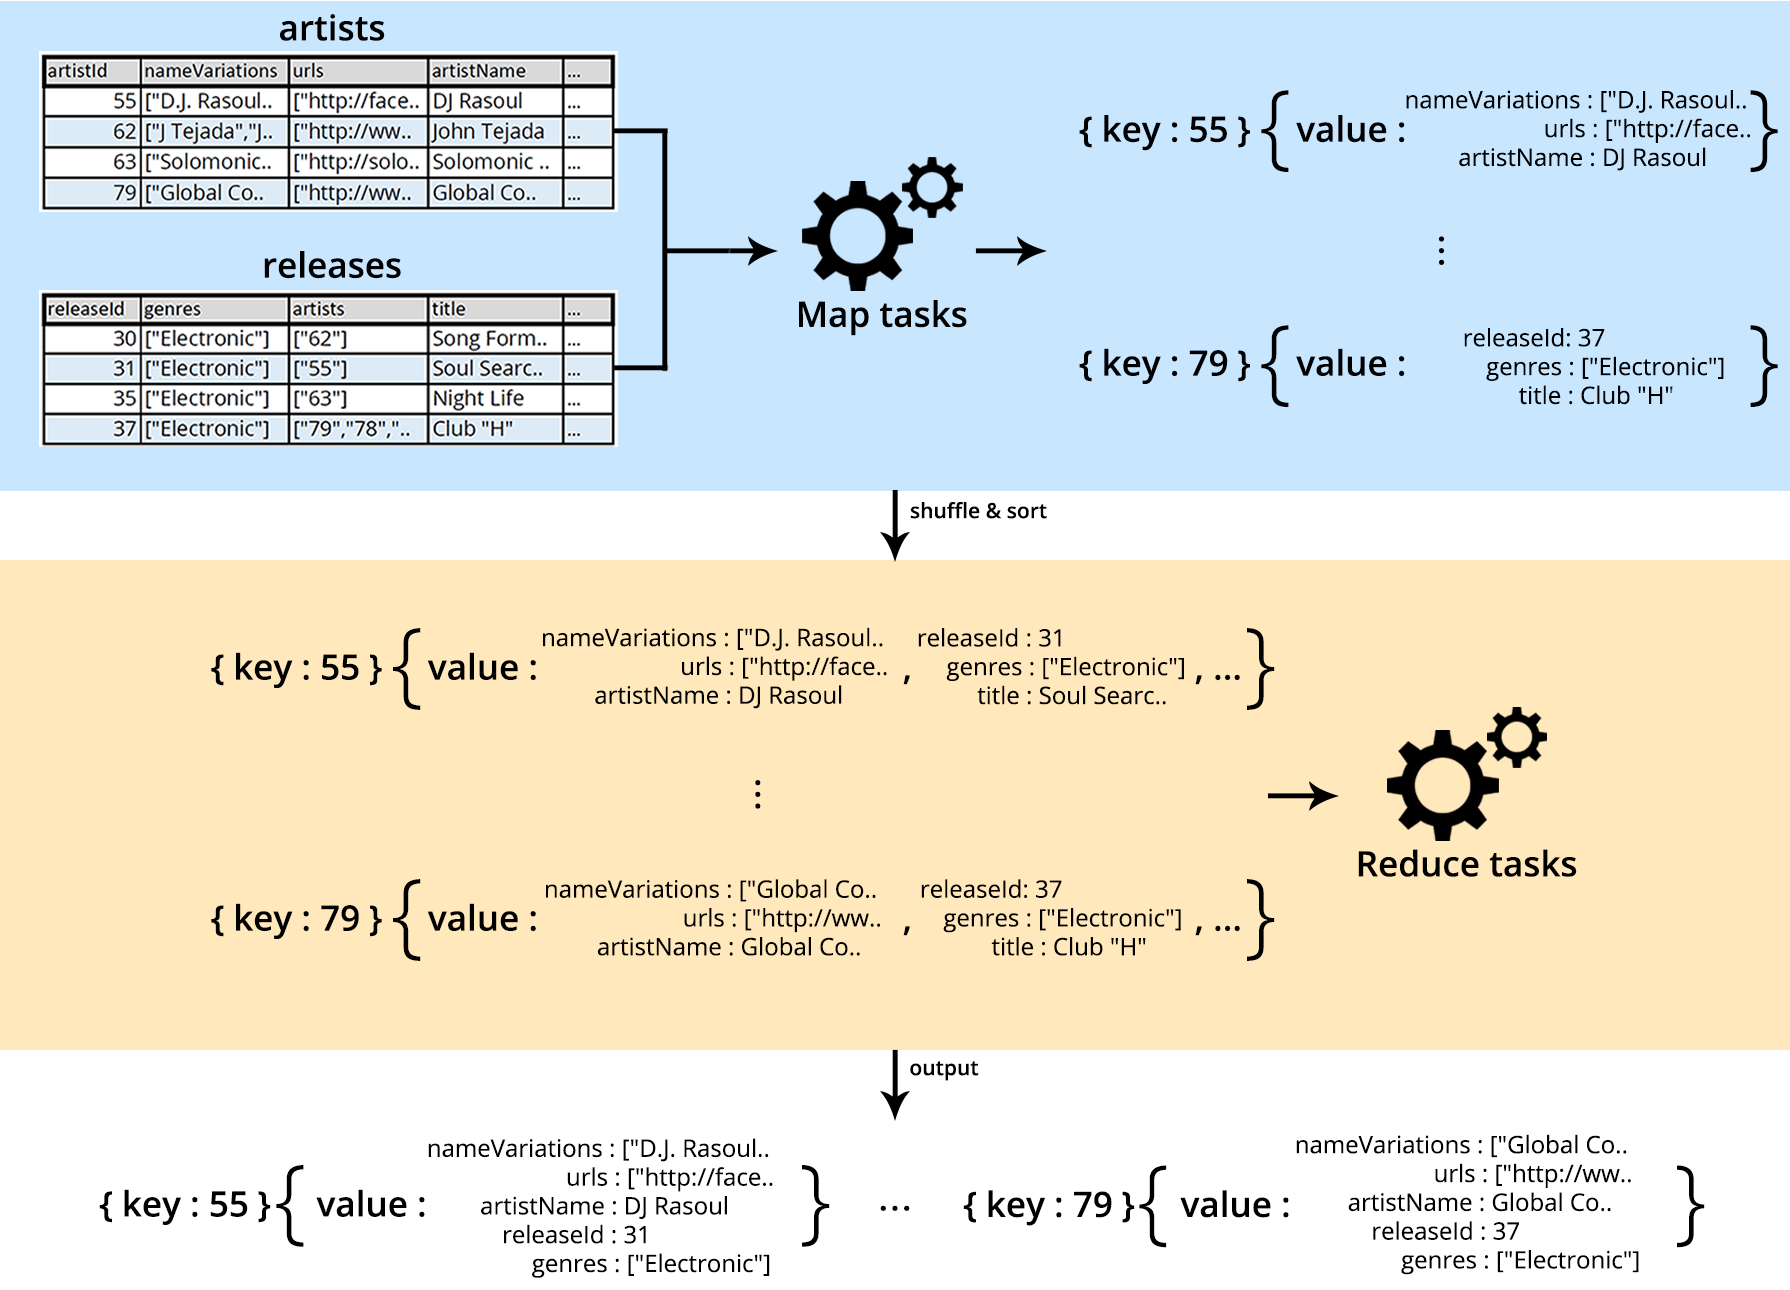 artists
artistId nameVariations urls artistName ...
55 ["D.J. Rasoul.. ["http://face.. DJ Rasoul ...
62 ["J Tejada","J.. ["http://ww.. John Tejada ...
63 ["Solomonic.. ["http://solo.. Solomonic .. ...
79 ["Global Co.. ["http://ww.. Global Co.. ...
releases
releaseId genres artists title ...
30 ["Electronic"] ["62"] Song Form.. ...
31 ["Electronic"] ["55"] Soul Searc.. ...
35 ["Electronic"] ["63"] Night Life ...
37 ["Electronic"] ["79","78",".. Club "H" ...
Map tasks
nameVariations : ["D.J. Rasoul..
{ key : 55 } { value : urls : ["http://face.. }
artistName : DJ Rasoul
⋮
releaseId: 37
{ key : 79 } { value : genres : ["Electronic"] }
title : Club "H"
shuffle & sort
nameVariations : ["D.J. Rasoul.. releaseId : 31
{ key : 55 } { value : urls : ["http://face.. , genres : ["Electronic"] , ... }
artistName : DJ Rasoul title : Soul Searc..
⋮
nameVariations : ["Global Co.. releaseId: 37
{ key : 79 } { value : urls : ["http://ww.. , genres : ["Electronic"] , ... }
artistName : Global Co.. title : Club "H"
Reduce tasks
output
nameVariations : ["D.J. Rasoul..
urls : ["http://face..
{ key : 55 } { value : artistName : DJ Rasoul }
releaseId : 31
genres : ["Electronic"]
...
nameVariations : ["Global Co..
urls : ["http://ww..
{ key : 79 } { value : artistName : Global Co.. }
releaseId : 37
genres : ["Electronic"]